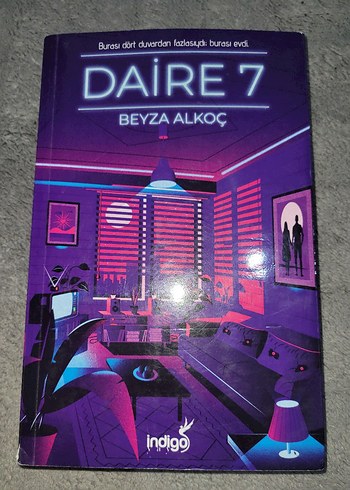 Burası dört duvardan fazlasıydı; burası evdi.
DAİRE 7
BEYZA ALKOÇ
indigo